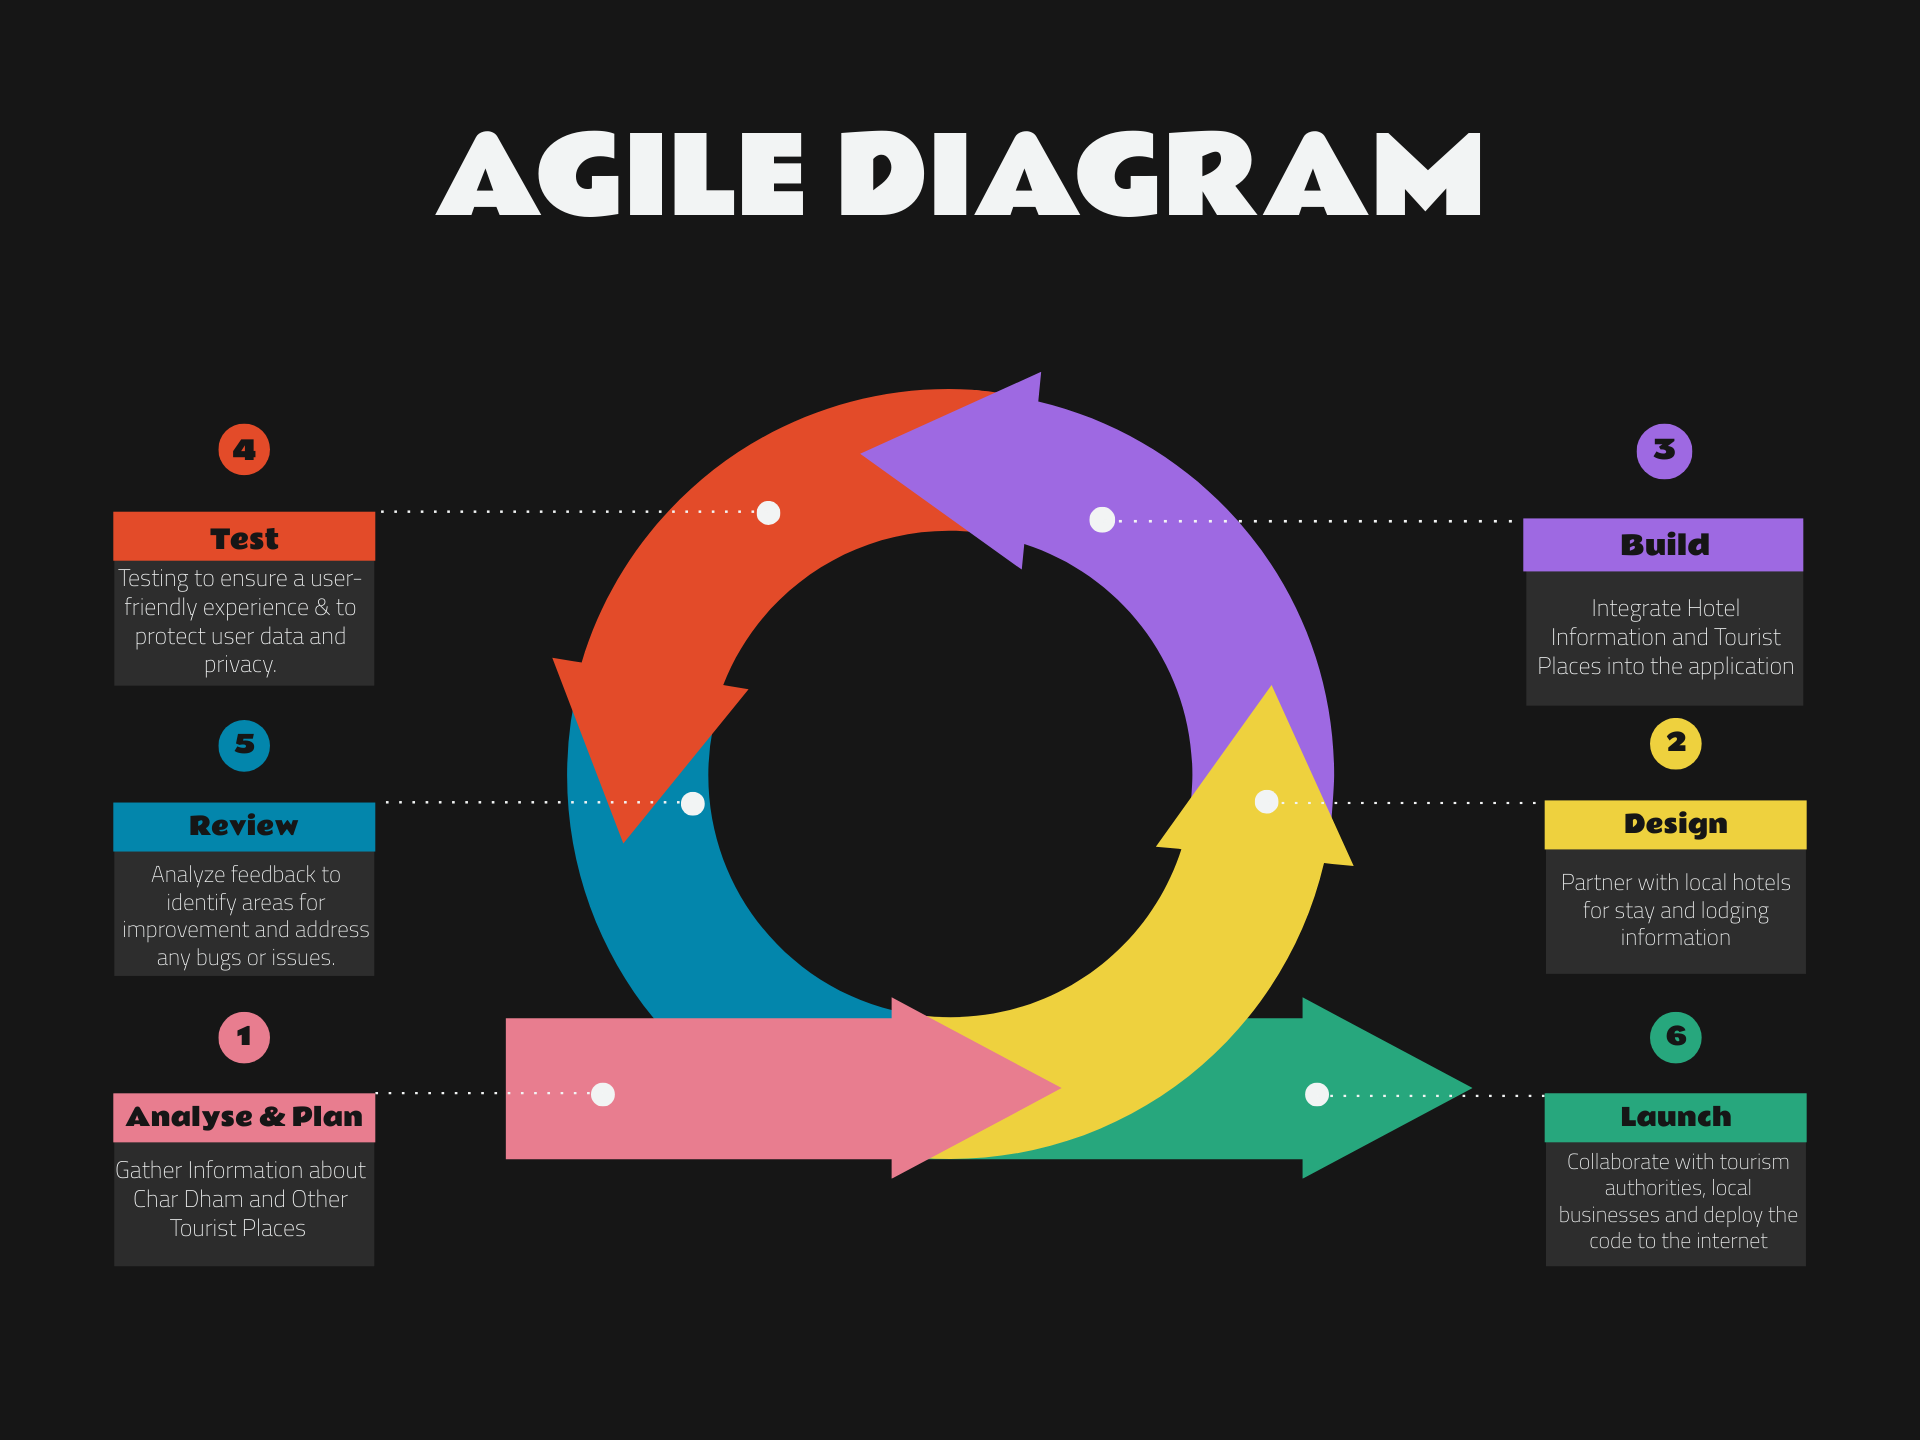 AGILE DIAGRAM
4
Test
Testing to ensure a user-
friendly experience & to
protect user data and
privacy.
5
Review
Analyze feedback to
identify areas for
improvement and address
any bugs or issues.
1
Analyse & Plan
Gather Information about
Char Dham and Other
Tourist Places
3
Build
Integrate Hotel
Information and Tourist
Places into the application
2
Design
Partner with local hotels
for stay and lodging
information
6
Launch
Collaborate with tourism
authorities, local
businesses and deploy the
code to the internet